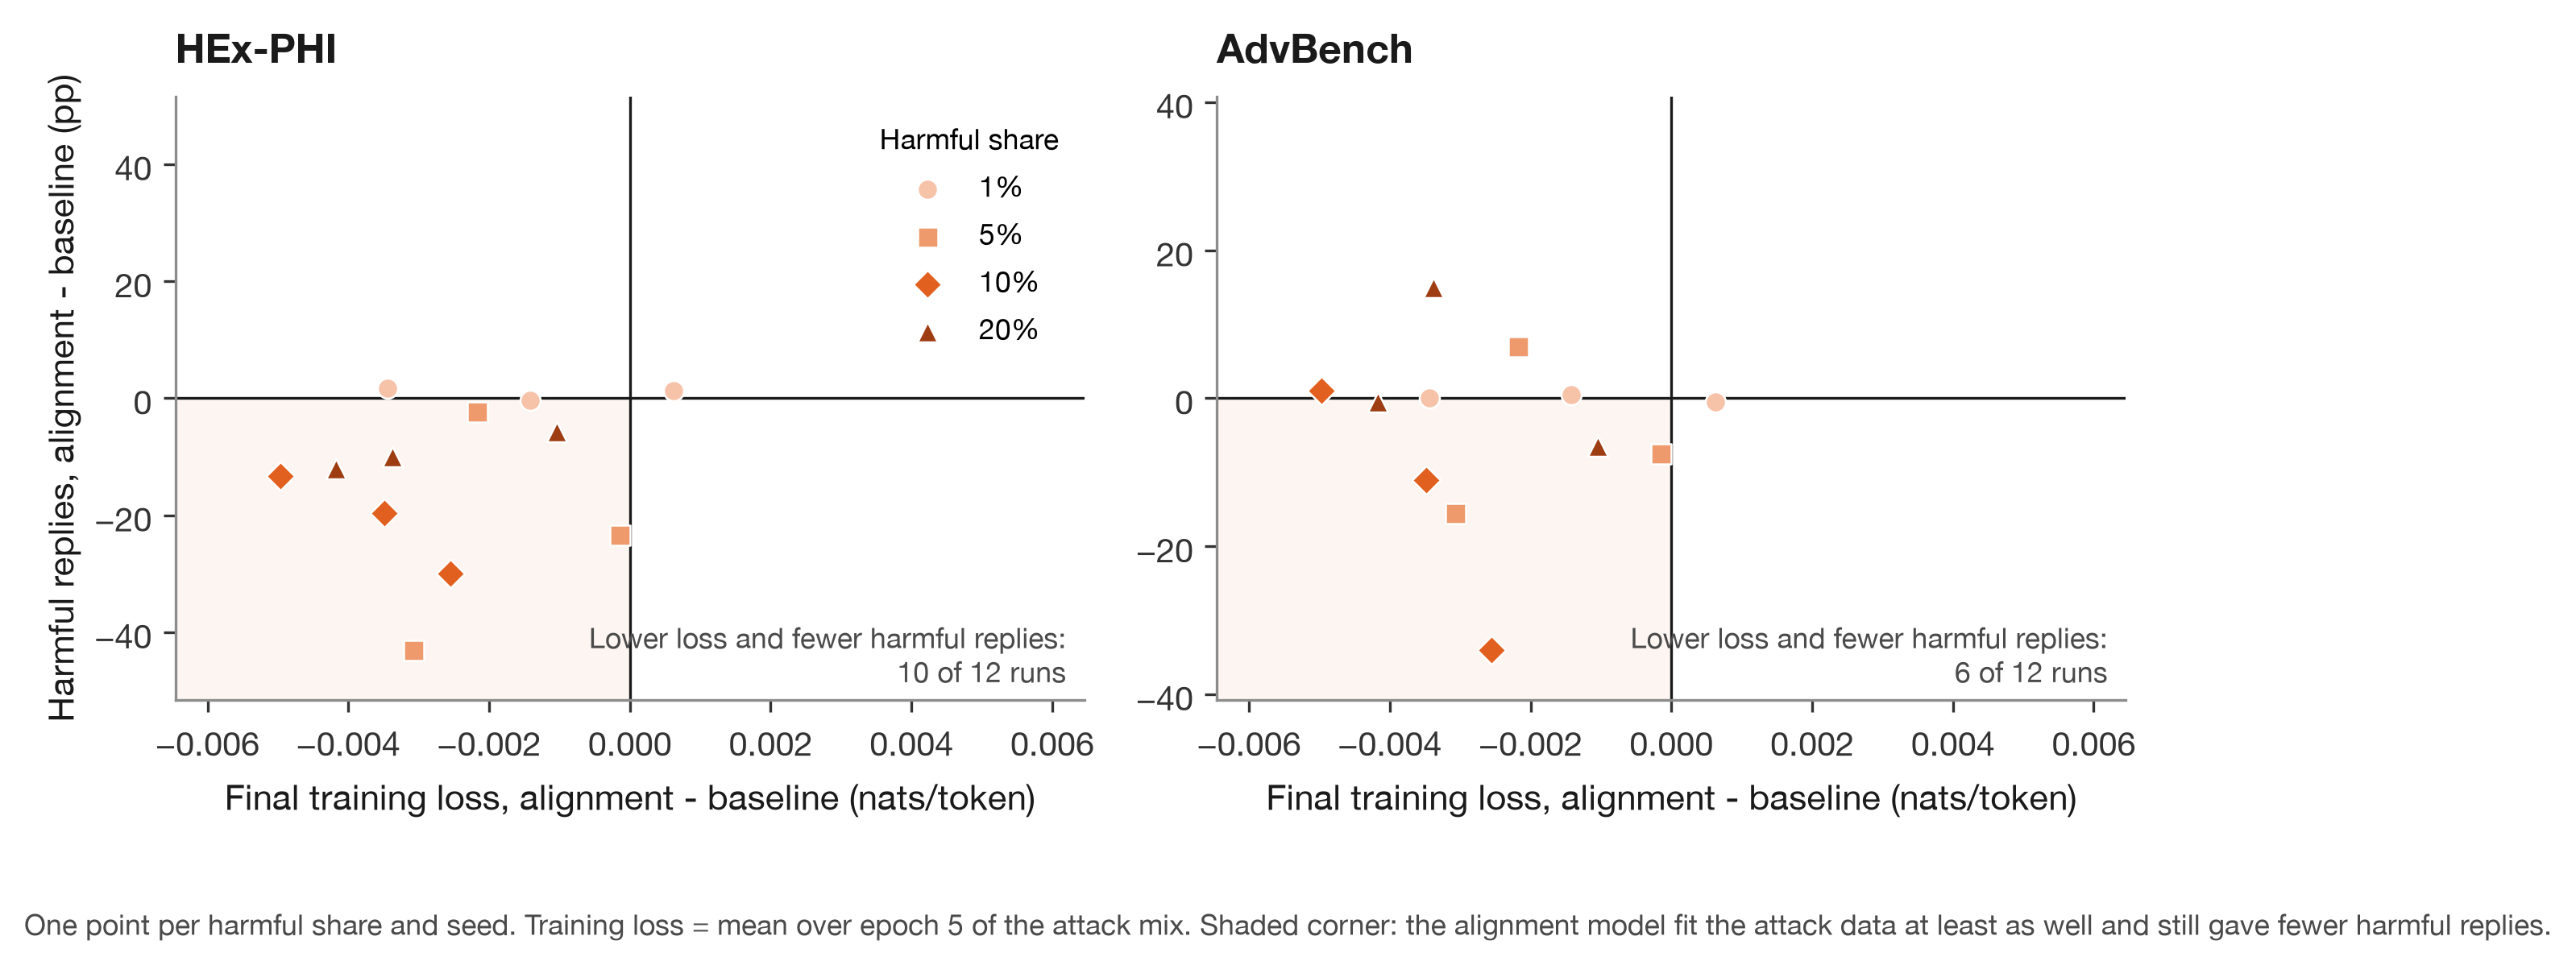 HEx-PHI
Harmful replies, alignment - baseline (pp)
40
20
0
−20
−40
Harmful share
1%
5%
10%
20%
Lower loss and fewer harmful replies:
10 of 12 runs
−0.006 −0.004 −0.002 0.000 0.002 0.004 0.006
Final training loss, alignment - baseline (nats/token)
AdvBench
40
20
0
−20
−40
Lower loss and fewer harmful replies:
6 of 12 runs
−0.006 −0.004 −0.002 0.000 0.002 0.004 0.006
Final training loss, alignment - baseline (nats/token)
One point per harmful share and seed. Training loss = mean over epoch 5 of the attack mix. Shaded corner: the alignment model fit the attack data at least as well and still gave fewer harmful replies.